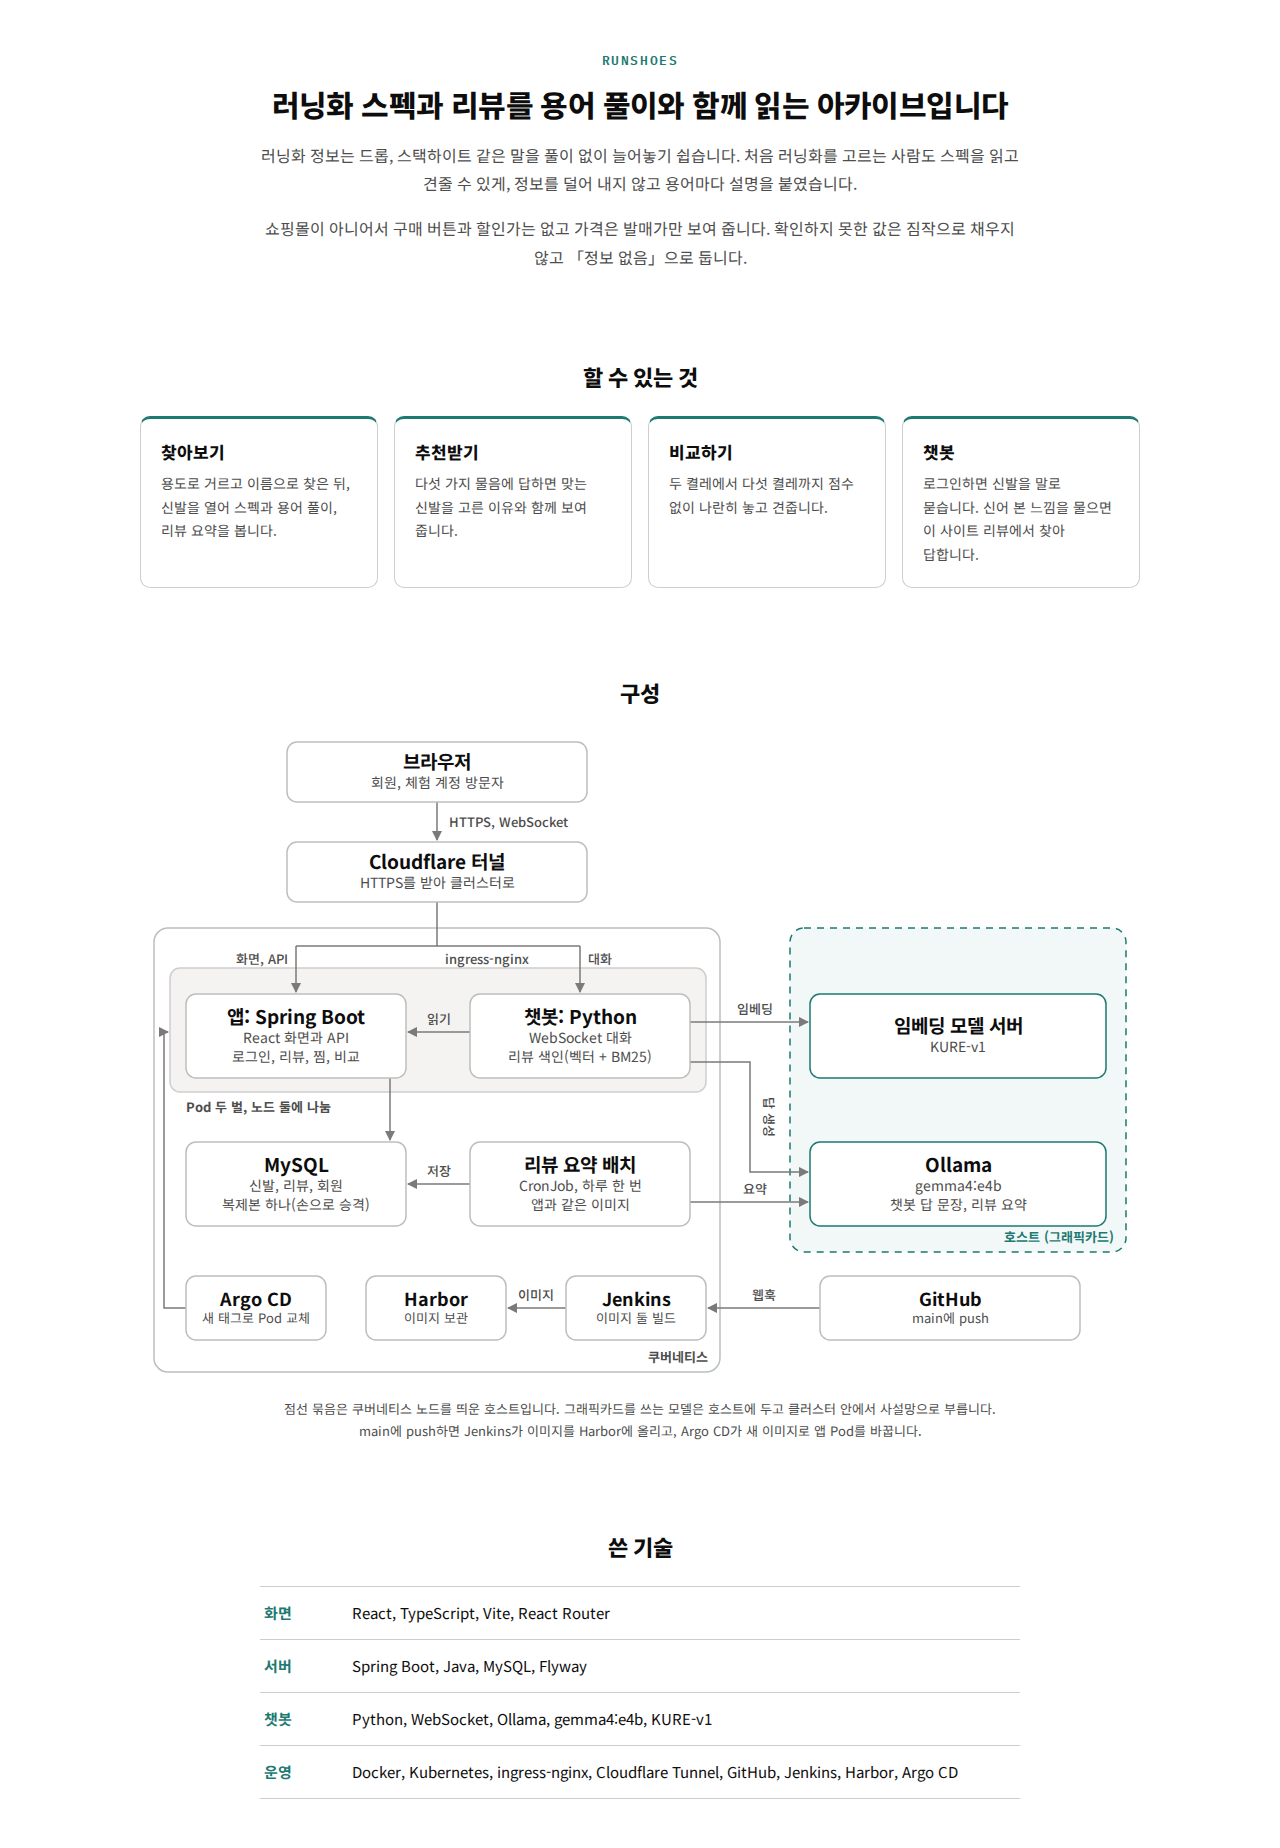 RUNSHOES
러닝화 스펙과 리뷰를 용어 풀이와 함께 읽는 아카이브입니다
러닝화 정보는 드롭, 스택하이트 같은 말을 풀이 없이 늘어놓기 쉽습니다. 처음 러닝화를 고르는 사람도 스펙을 읽고
견줄 수 있게, 정보를 덜어 내지 않고 용어마다 설명을 붙였습니다.
쇼핑몰이 아니어서 구매 버튼과 할인가는 없고 가격은 발매가만 보여 줍니다. 확인하지 못한 값은 짐작으로 채우지
않고 「정보 없음」으로 둡니다.
할 수 있는 것
찾아보기
용도로 거르고 이름으로 찾은 뒤,
신발을 열어 스펙과 용어 풀이,
리뷰 요약을 봅니다.
추천받기
다섯 가지 물음에 답하면 맞는
신발을 고른 이유와 함께 보여
줍니다.
비교하기
두 켤레에서 다섯 켤레까지 점수
없이 나란히 놓고 견줍니다.
챗봇
로그인하면 신발을 말로
묻습니다. 신어 본 느낌을 물으면
이 사이트 리뷰에서 찾아
답합니다.
구성
브라우저
회원, 체험 계정 방문자
HTTPS, WebSocket
Cloudflare 터널
HTTPS를 받아 클러스터로
화면, API
ingress-nginx
대화
앱: Spring Boot
React 화면과 API
로그인, 리뷰, 찜, 비교
읽기
챗봇: Python
WebSocket 대화
리뷰 색인(벡터 + BM25)
임베딩
임베딩 모델 서버
KURE-v1
Pod 두 벌, 노드 둘에 나눔
답 생성
MySQL
신발, 리뷰, 회원
복제본 하나(손으로 승격)
저장
리뷰 요약 배치
CronJob, 하루 한 번
앱과 같은 이미지
요약
Ollama
gemma4:e4b
챗봇 답 문장, 리뷰 요약
호스트 (그래픽카드)
Argo CD
새 태그로 Pod 교체
Harbor
이미지 보관
이미지
Jenkins
이미지 둘 빌드
웹훅
GitHub
main에 push
쿠버네티스
점선 묶음은 쿠버네티스 노드를 띄운 호스트입니다. 그래픽카드를 쓰는 모델은 호스트에 두고 클러스터 안에서 사설망으로 부릅니다.
main에 push하면 Jenkins가 이미지를 Harbor에 올리고, Argo CD가 새 이미지로 앱 Pod를 바꿉니다.
쓴 기술
화면 React, TypeScript, Vite, React Router
서버 Spring Boot, Java, MySQL, Flyway
챗봇 Python, WebSocket, Ollama, gemma4:e4b, KURE-v1
운영 Docker, Kubernetes, ingress-nginx, Cloudflare Tunnel, GitHub, Jenkins, Harbor, Argo CD